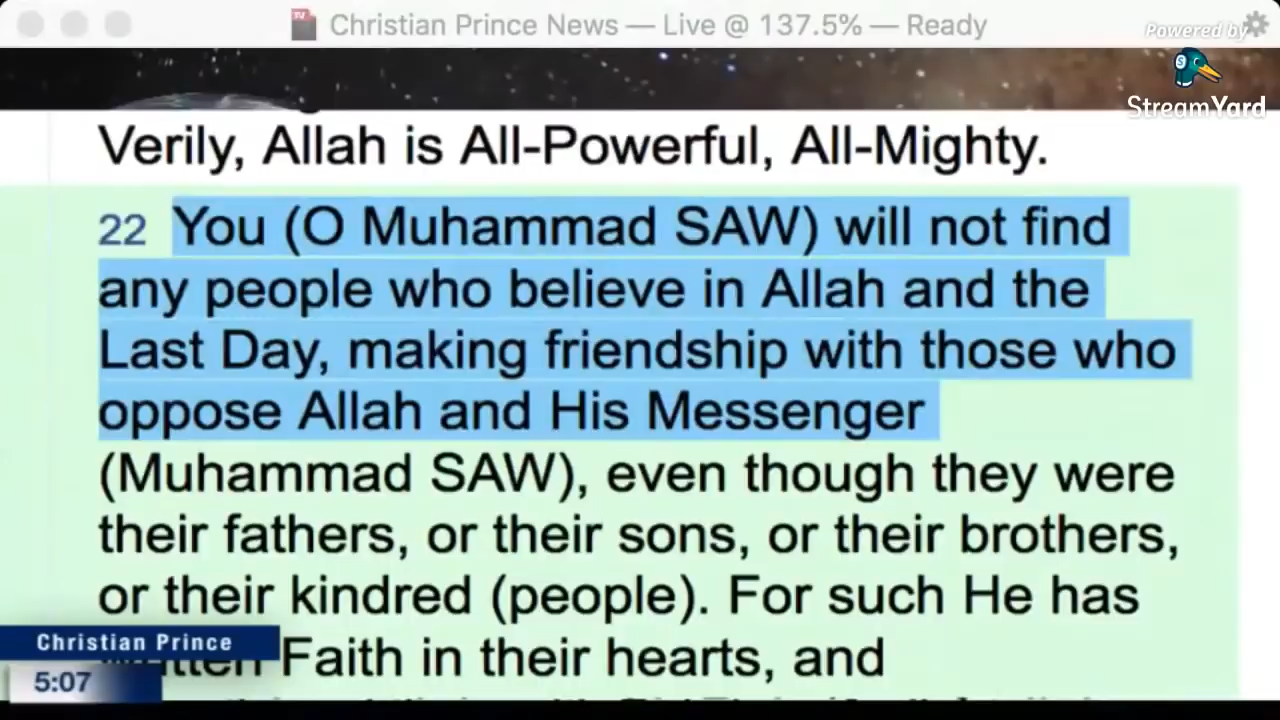 Christian Prince News — Live @ 137.5% — Ready
Powered by
StreamYard
Verily, Allah is All-Powerful, All-Mighty.
22 You (O Muhammad SAW) will not find
any people who believe in Allah and the
Last Day, making friendship with those who
oppose Allah and His Messenger
(Muhammad SAW), even though they were
their fathers, or their sons, or their brothers,
or their kindred (people). For such He has
Faith in their hearts, and
Christian Prince
5:07